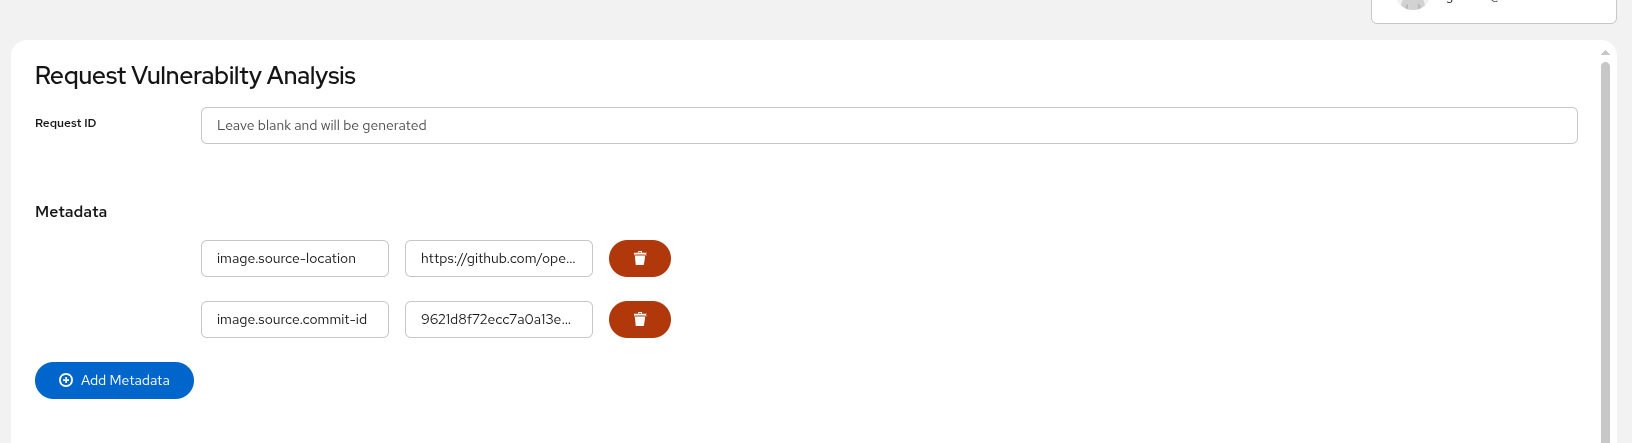 Request Vulnerabilty Analysis
Request ID
Leave blank and will be generated
Metadata
image.source-location
https://github.com/ope...
image.source.commit-id
9621d8f72ecc7a0a13e...
Add Metadata